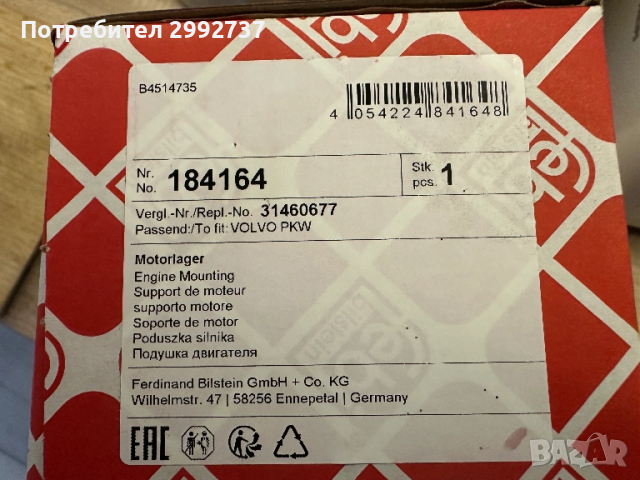 Потребител 2992737
febi
bilstein
B4514735
4 054224 841648
Nr.
No. 184164
Stk.
pcs. 1
Vergl.-Nr./Repl.-No. 31460677
Passend:/To fit: VOLVO PKW
Motorlager
Engine Mounting
Support de moteur
supporto motore
Soporte de motor
Poduszka silnika
Подушка двигателя
Ferdinand Bilstein GmbH + Co. KG
Wilhelmstr. 47 | 58256 Ennepetal | Germany
EAC
BAZAR